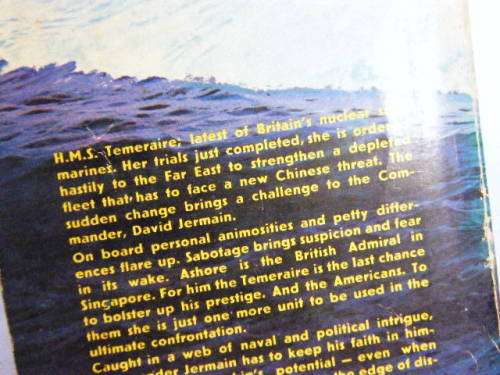 H.M.S. Temeraire, latest of Britain's nuclear
marines. Her trials just completed, she is
hastily to the Far East to strengthen a depleted
fleet that has to face a new Chinese threat. The
sudden change brings a challenge to the Com-
mander, David Jermain.
On board personal animosities and petty differ-
ences flare up. Sabotage brings suspicion and fear
in its wake. Ashore is the British Admiral in
Singapore. For him the Temeraire is the last chance
to bolster up his prestige. And the Americans. To
them she is just one more unit to be used in the
ultimate confrontation.
Caught in a web of naval and political intrigue,
Jermain has to keep his faith in him-
potential — even when
the edge of dis-